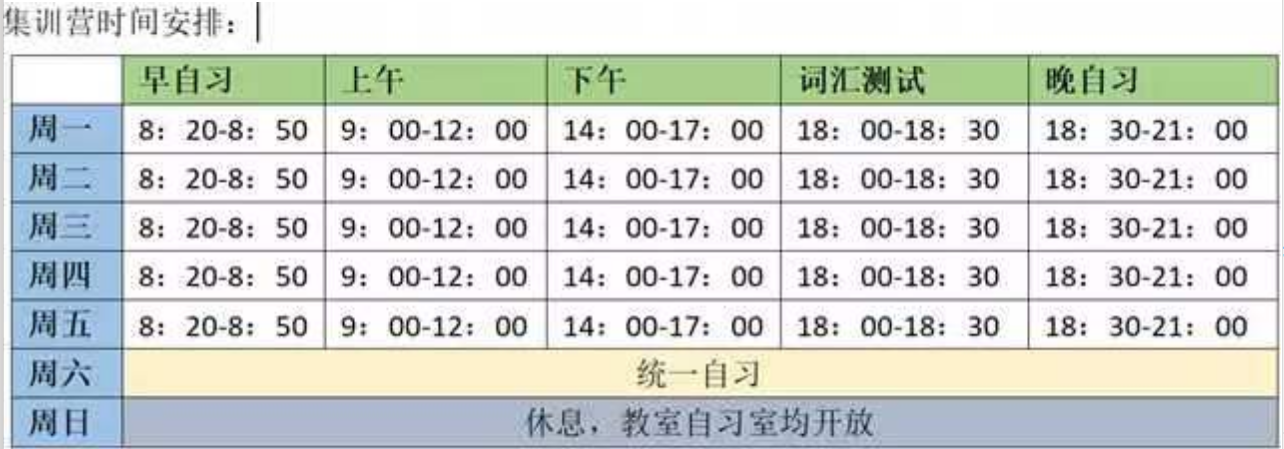 集训营时间安排：
早自习 上午 下午 词汇测试 晚自习
周一 8：20-8：50 9：00-12：00 14：00-17：00 18：00-18：30 18：30-21：00
周二 8：20-8：50 9：00-12：00 14：00-17：00 18：00-18：30 18：30-21：00
周三 8：20-8：50 9：00-12：00 14：00-17：00 18：00-18：30 18：30-21：00
周四 8：20-8：50 9：00-12：00 14：00-17：00 18：00-18：30 18：30-21：00
周五 8：20-8：50 9：00-12：00 14：00-17：00 18：00-18：30 18：30-21：00
周六 统一自习
周日 休息，教室自习室均开放